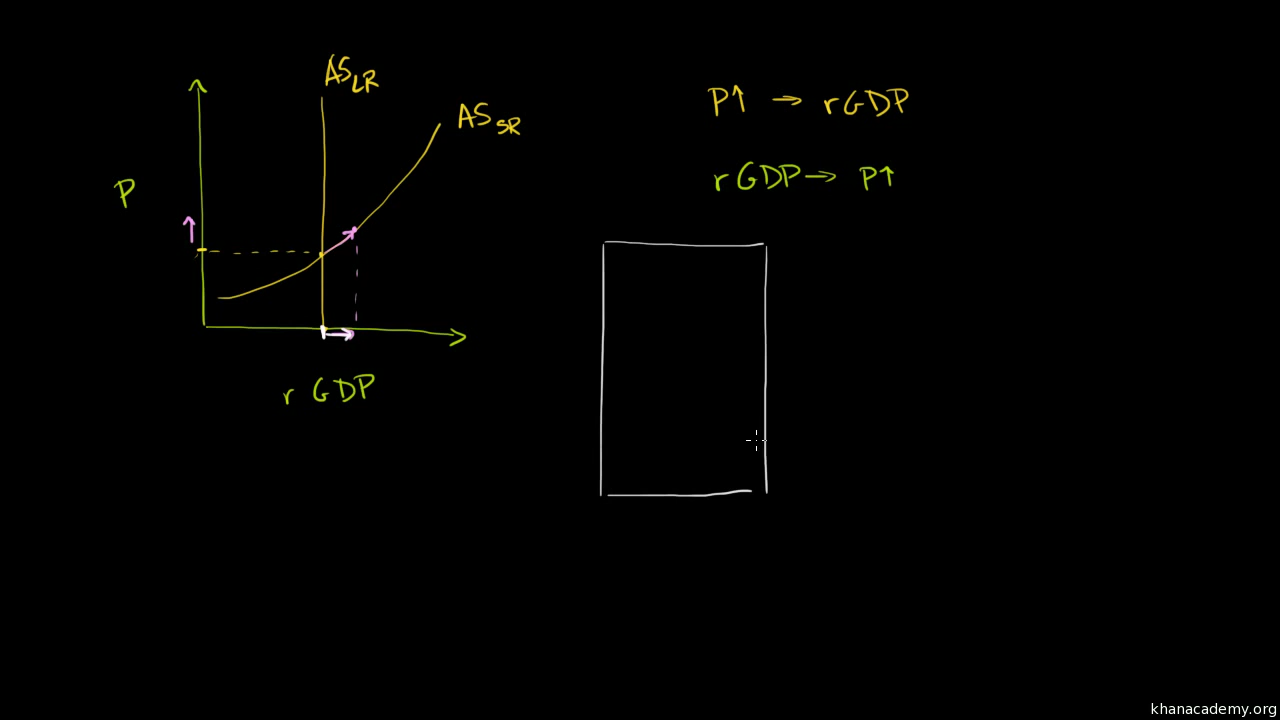 AS_LR
AS_SR
P
r GDP
P↑ → rGDP
rGDP → P↑
khanacademy.org